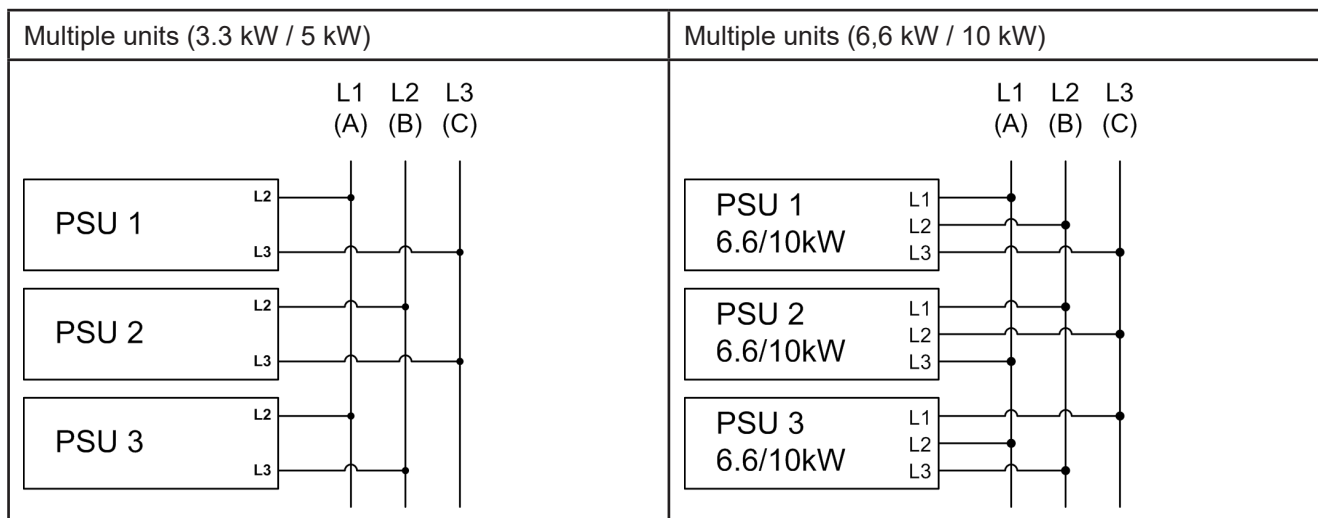 Multiple units (3.3 kW / 5 kW)
L1 L2 L3
(A) (B) (C)
L2
PSU 1
L3
L2
PSU 2
L3
L2
PSU 3
L3
Multiple units (6,6 kW / 10 kW)
L1 L2 L3
(A) (B) (C)
PSU 1
6.6/10kW
L1
L2
L3
PSU 2
6.6/10kW
L1
L2
L3
PSU 3
6.6/10kW
L1
L2
L3